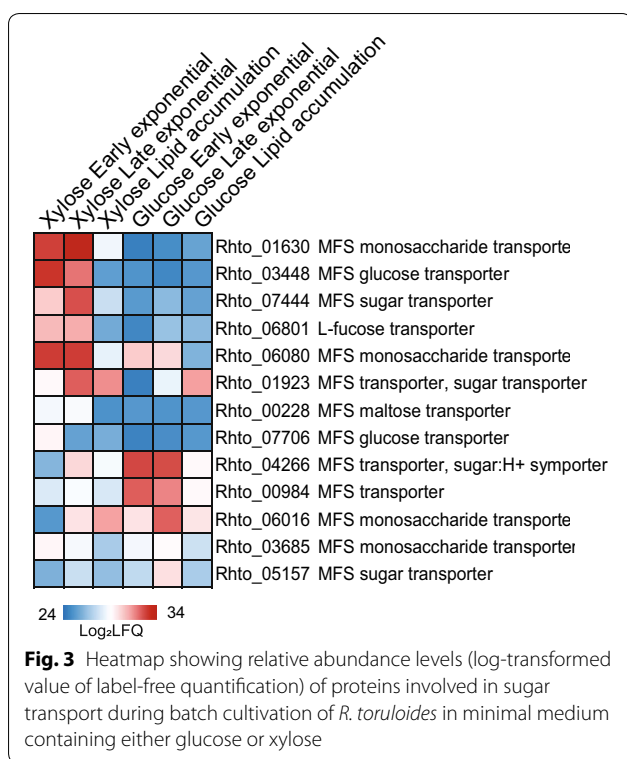 Xylose Early exponential
Xylose Late exponential
Xylose Lipid accumulation
Glucose Early exponential
Glucose Late exponential
Glucose Lipid accumulation
Rhto_01630 MFS monosaccharide transporte
Rhto_03448 MFS glucose transporter
Rhto_07444 MFS sugar transporter
Rhto_06801 L-fucose transporter
Rhto_06080 MFS monosaccharide transporte
Rhto_01923 MFS transporter, sugar transporter
Rhto_00228 MFS maltose transporter
Rhto_07706 MFS glucose transporter
Rhto_04266 MFS transporter, sugar:H+ symporter
Rhto_00984 MFS transporter
Rhto_06016 MFS monosaccharide transporte
Rhto_03685 MFS monosaccharide transporter
Rhto_05157 MFS sugar transporter
24 34
Log₂LFQ
Fig. 3 Heatmap showing relative abundance levels (log-transformed
value of label-free quantification) of proteins involved in sugar
transport during batch cultivation of R. toruloides in minimal medium
containing either glucose or xylose